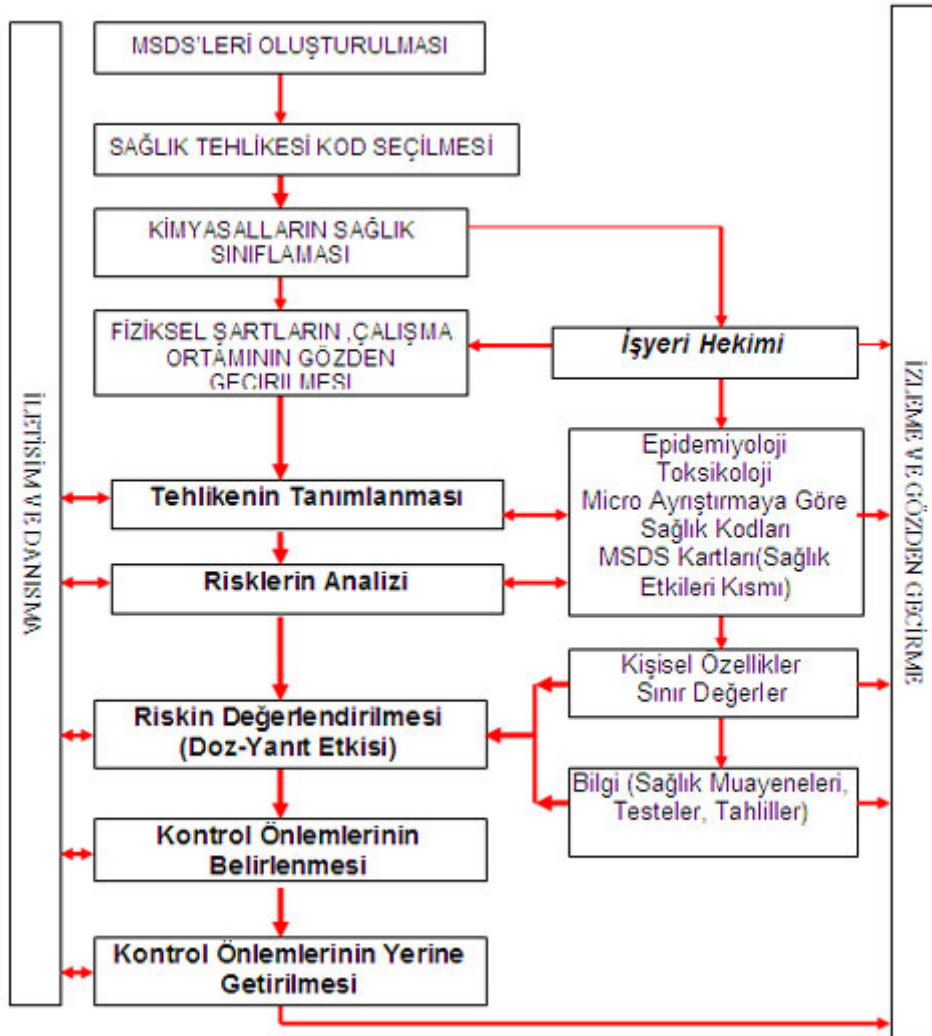 MSDS'LERİ OLUŞTURULMASI
SAĞLIK TEHLİKESİ KOD SEÇİLMESİ
KİMYASALLARIN SAĞLIK
SINIFLAMASI
FİZİKSEL ŞARTLARIN ,ÇALIŞMA
ORTAMININ GÖZDEN
GEÇİRİLMESİ
İşyeri Hekimi
Tehlikenin Tanımlanması
Risklerin Analizi
Epidemiyoloji
Toksikoloji
Micro Ayrıştırmaya Göre
Sağlık Kodları
MSDS Kartları(Sağlık
Etkileri Kısmı)
Kişisel Özellikler
Sınır Değerler
Riskin Değerlendirilmesi
(Doz-Yanıt Etkisi)
Bilgi (Sağlık Muayeneleri,
Testeler, Tahliller)
Kontrol Önlemlerinin
Belirlenmesi
Kontrol Önlemlerinin Yerine
Getirilmesi
İLETİSİM VE DANISMA
İZLEME VE GÖZDEN GECİRME